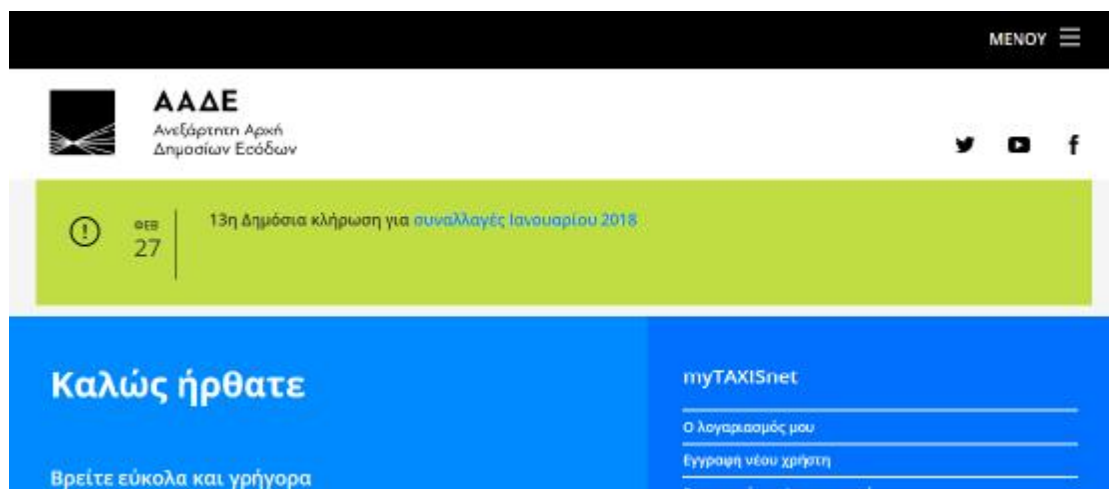 ΜΕΝΟΥ
ΑΑΔΕ
Ανεξάρτητη Αρχή
Δημοσίων Εσόδων
ΦΕΒ
27
13η Δημόσια κλήρωση για συναλλαγές Ιανουαρίου 2018
Καλώς ήρθατε
Βρείτε εύκολα και γρήγορα
myTAXISnet
Ο λογαριασμός μου
Εγγραφή νέου χρήστη